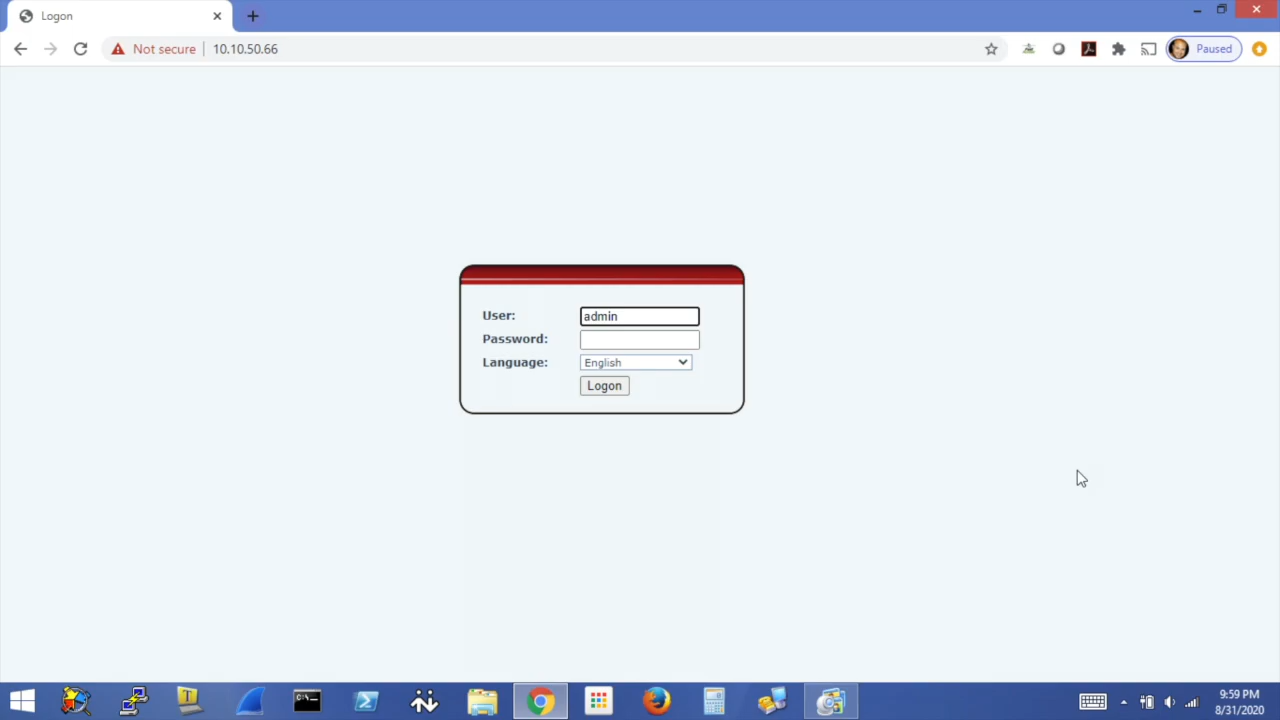 Logon
Not secure
10.10.50.66
Paused
User:
admin
Password:
Language:
English
Logon
9:59 PM
8/31/2020